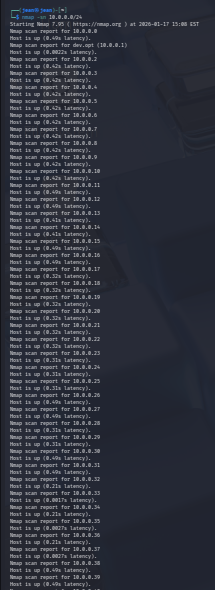 ┌──(jean㉿jean)-[~]
└─$ nmap -sn 10.0.0.0/24
Starting Nmap 7.95 ( https://nmap.org ) at 2026-01-17 15:08 EST
Nmap scan report for 10.0.0.0
Host is up (0.49s latency).
Nmap scan report for dev.opt (10.0.0.1)
Host is up (0.0022s latency).
Nmap scan report for 10.0.0.2
Host is up (0.42s latency).
Nmap scan report for 10.0.0.3
Host is up (0.42s latency).
Nmap scan report for 10.0.0.4
Host is up (0.42s latency).
Nmap scan report for 10.0.0.5
Host is up (0.42s latency).
Nmap scan report for 10.0.0.6
Host is up (0.42s latency).
Nmap scan report for 10.0.0.7
Host is up (0.42s latency).
Nmap scan report for 10.0.0.8
Host is up (0.42s latency).
Nmap scan report for 10.0.0.9
Host is up (0.42s latency).
Nmap scan report for 10.0.0.10
Host is up (0.42s latency).
Nmap scan report for 10.0.0.11
Host is up (0.49s latency).
Nmap scan report for 10.0.0.12
Host is up (0.49s latency).
Nmap scan report for 10.0.0.13
Host is up (0.41s latency).
Nmap scan report for 10.0.0.14
Host is up (0.41s latency).
Nmap scan report for 10.0.0.15
Host is up (0.49s latency).
Nmap scan report for 10.0.0.16
Host is up (0.49s latency).
Nmap scan report for 10.0.0.17
Host is up (0.32s latency).
Nmap scan report for 10.0.0.18
Host is up (0.32s latency).
Nmap scan report for 10.0.0.19
Host is up (0.32s latency).
Nmap scan report for 10.0.0.20
Host is up (0.32s latency).
Nmap scan report for 10.0.0.21
Host is up (0.32s latency).
Nmap scan report for 10.0.0.22
Host is up (0.32s latency).
Nmap scan report for 10.0.0.23
Host is up (0.31s latency).
Nmap scan report for 10.0.0.24
Host is up (0.31s latency).
Nmap scan report for 10.0.0.25
Host is up (0.31s latency).
Nmap scan report for 10.0.0.26
Host is up (0.49s latency).
Nmap scan report for 10.0.0.27
Host is up (0.49s latency).
Nmap scan report for 10.0.0.28
Host is up (0.31s latency).
Nmap scan report for 10.0.0.29
Host is up (0.31s latency).
Nmap scan report for 10.0.0.30
Host is up (0.49s latency).
Nmap scan report for 10.0.0.31
Host is up (0.49s latency).
Nmap scan report for 10.0.0.32
Host is up (0.21s latency).
Nmap scan report for 10.0.0.33
Host is up (0.0017s latency).
Nmap scan report for 10.0.0.34
Host is up (0.21s latency).
Nmap scan report for 10.0.0.35
Host is up (0.0027s latency).
Nmap scan report for 10.0.0.36
Host is up (0.21s latency).
Nmap scan report for 10.0.0.37
Host is up (0.0027s latency).
Nmap scan report for 10.0.0.38
Host is up (0.49s latency).
Nmap scan report for 10.0.0.39
Host is up (0.49s latency).